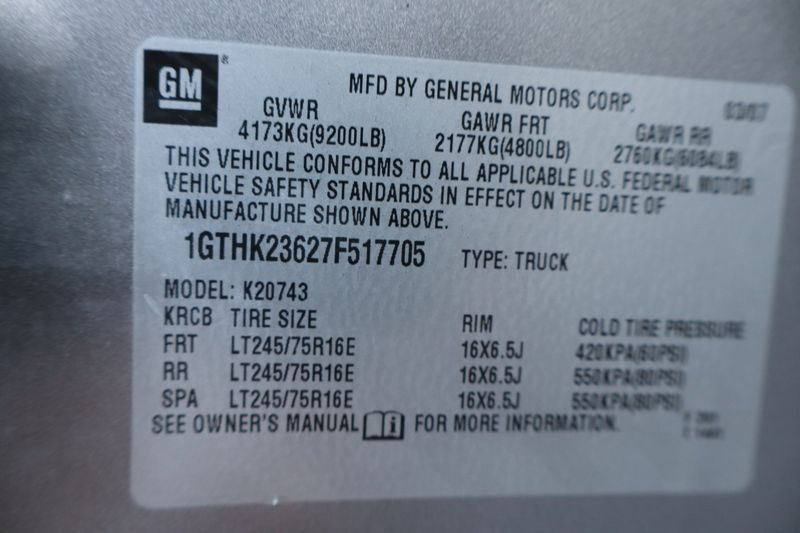 GM®
MFD BY GENERAL MOTORS CORP. 03/07
GVWR GAWR FRT GAWR RR
4173KG(9200LB) 2177KG(4800LB) 2760KG(6084LB)
THIS VEHICLE CONFORMS TO ALL APPLICABLE U.S. FEDERAL MOTOR
VEHICLE SAFETY STANDARDS IN EFFECT ON THE DATE OF
MANUFACTURE SHOWN ABOVE.
1GTHK23627F517705 TYPE: TRUCK
MODEL: K20743
KRCB TIRE SIZE RIM COLD TIRE PRESSURE
FRT LT245/75R16E 16X6.5J 420KPA(60PSI)
RR LT245/75R16E 16X6.5J 550KPA(80PSI)
SPA LT245/75R16E 16X6.5J 550KPA(80PSI)
SEE OWNER'S MANUAL FOR MORE INFORMATION.